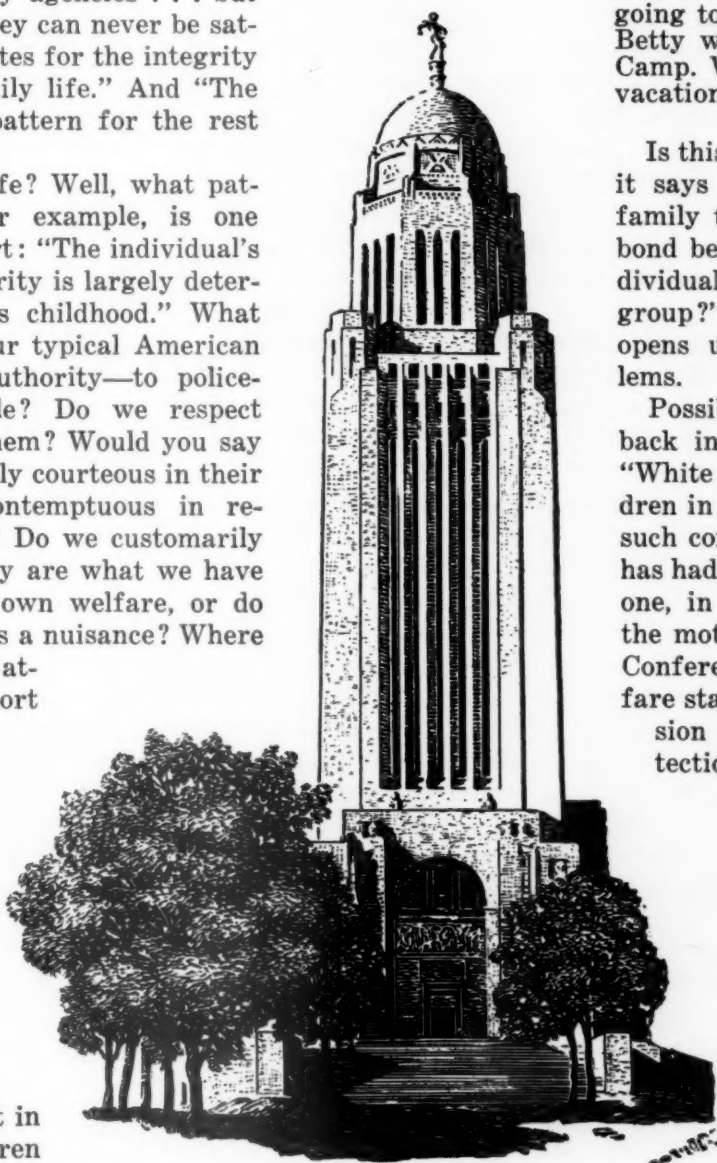 y agencies . . . but
ey can never be sat-
tes for the integrity
ily life." And "The
pattern for the rest
fe? Well, what pat-
r example, is one
rt: "The individual's
rity is largely deter-
s childhood." What
ur typical American
uthority—to police-
le? Do we respect
hem? Would you say
ly courteous in their
ontemptuous in re-
Do we customarily
y are what we have
own welfare, or do
s a nuisance? Where
at-
ort
t in
ren
going to
Betty w
Camp. W
vacation
Is this
it says
family t
bond be
dividual
group?"
opens u
lems.
Possi
back in
"White
dren in
such con
has had
one, in
the mot
Confere
fare sta
sion
tectio